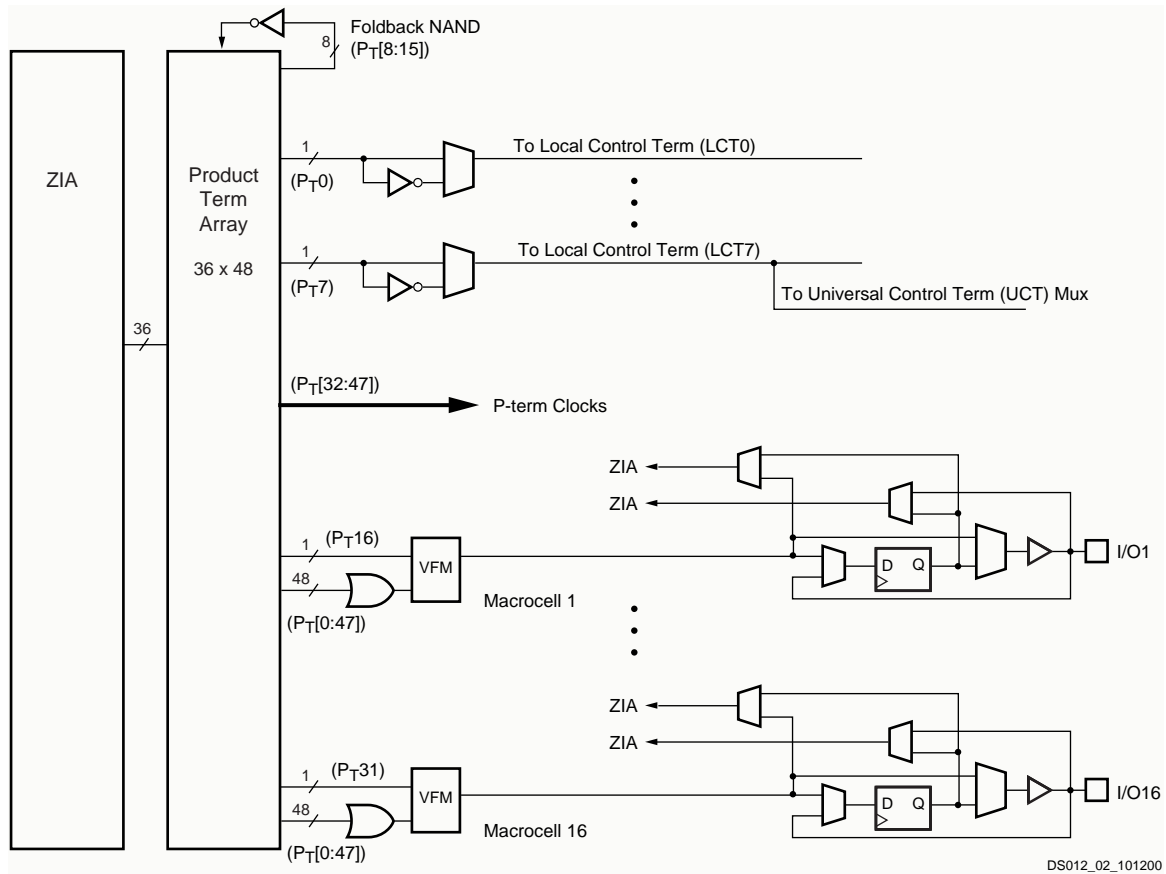 Foldback NAND
8
(PT[8:15])
1
To Local Control Term (LCT0)
ZIA
Product
Term
Array
36 x 48
(PT0)
1
To Local Control Term (LCT7)
(PT7)
To Universal Control Term (UCT) Mux
36
(PT[32:47])
P-term Clocks
ZIA
ZIA
1
(PT16)
VFM
D Q
I/O1
48
Macrocell 1
(PT[0:47])
ZIA
ZIA
1
(PT31)
VFM
D Q
I/O16
48
Macrocell 16
(PT[0:47])
DS012_02_101200